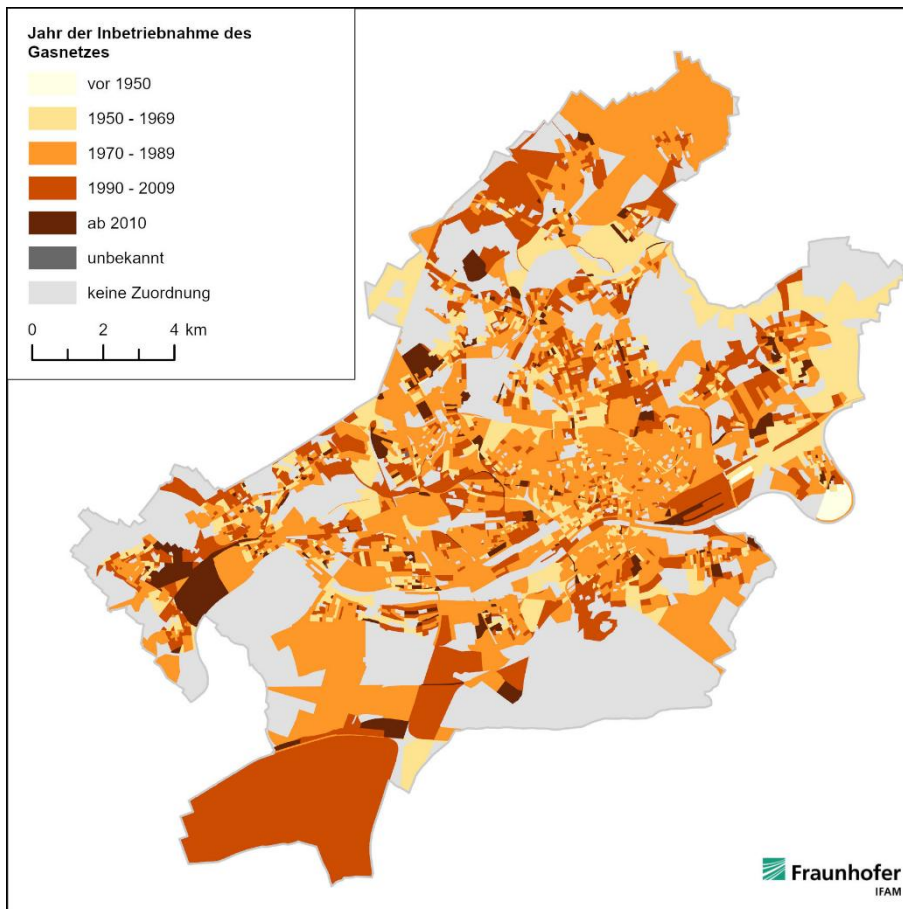 Jahr der Inbetriebnahme des
Gasnetzes
vor 1950
1950 - 1969
1970 - 1989
1990 - 2009
ab 2010
unbekannt
keine Zuordnung
0 2 4 km
Fraunhofer
IFAM